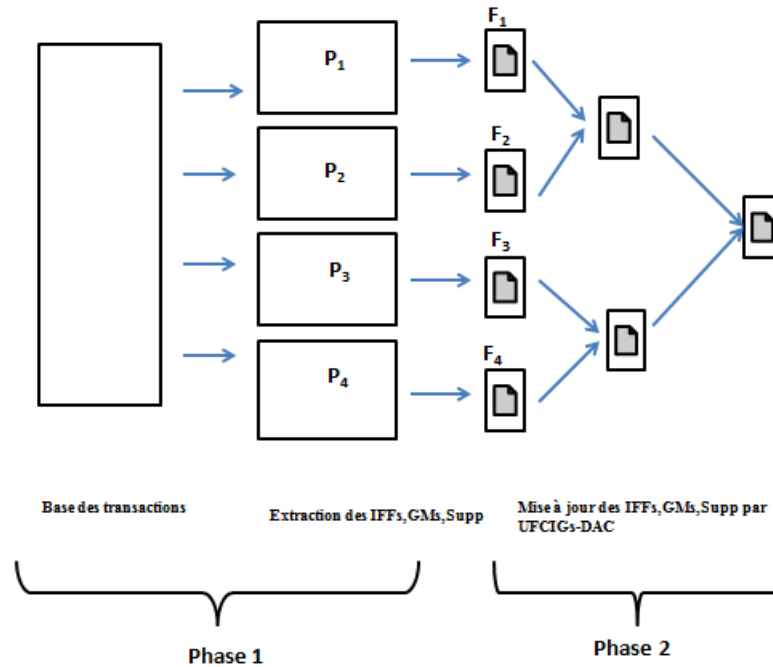 F1
P1
F2
P2
F3
P3
F4
P4
Base des transactions
Extraction des IFFs,GMs,Supp
Mise à jour des IFFs,GMs,Supp par
UFCIGs-DAC
Phase 1
Phase 2